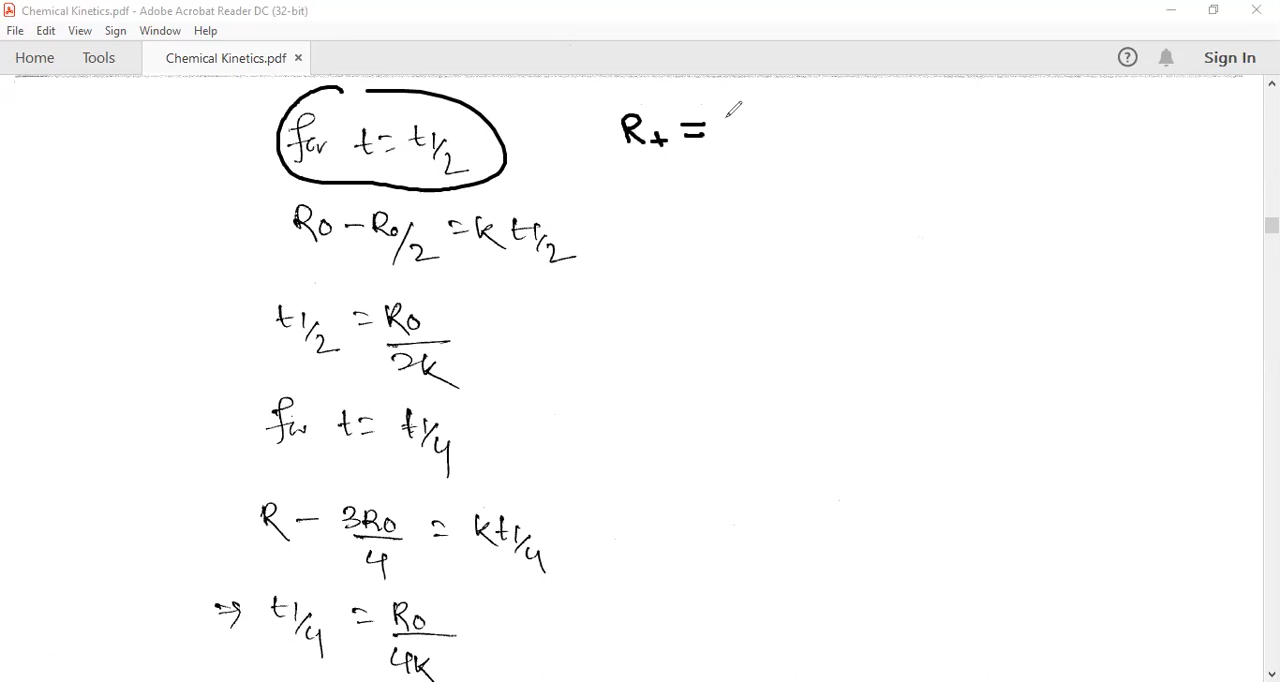 Chemical Kinetics.pdf - Adobe Acrobat Reader DC (32-bit)
File Edit View Sign Window Help
Home Tools Chemical Kinetics.pdf × Sign In
for t = t1/2 Rt =
R0 - R0/2 = k t1/2
t1/2 = R0/2k
for t = t1/4
R - 3R0/4 = kt1/4
⇒ t1/4 = R0/4k